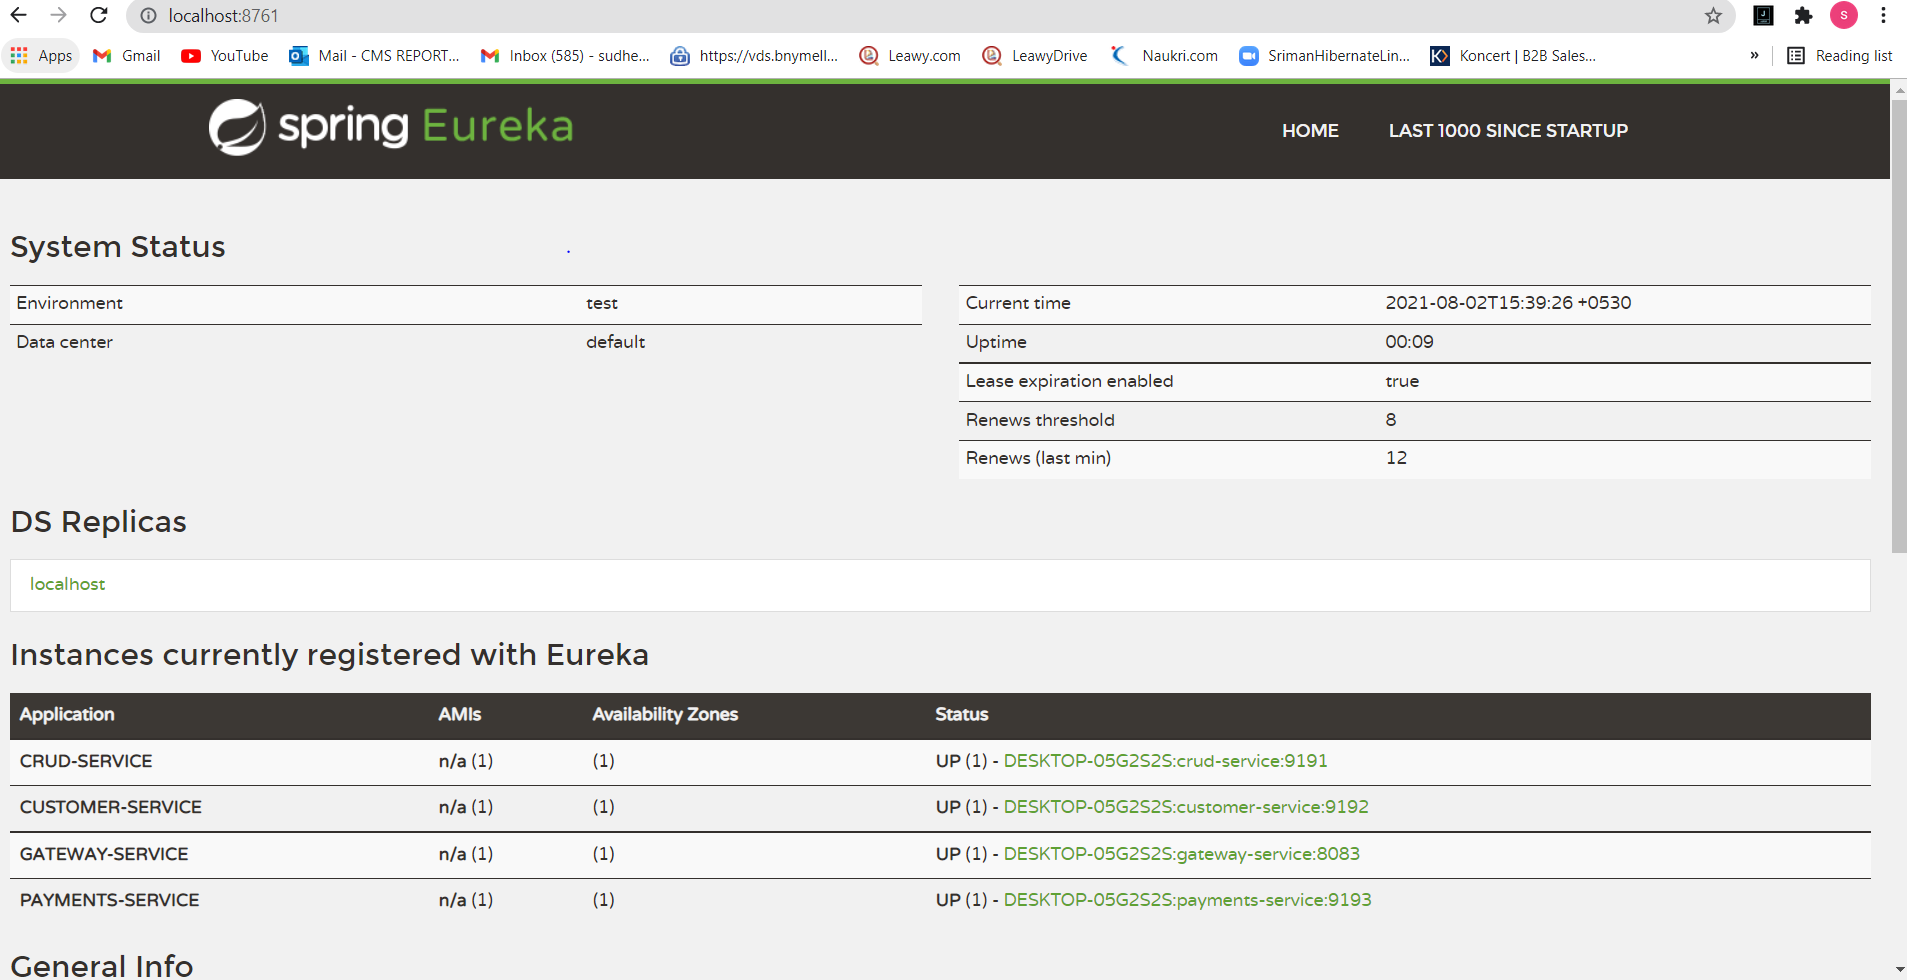 localhost:8761
S
Apps Gmail YouTube Mail - CMS REPORT... Inbox (585) - sudhe... https://vds.bnymell... Leawy.com LeawyDrive Naukri.com SrimanHibernateLin... Koncert | B2B Sales... » Reading list
spring Eureka HOME LAST 1000 SINCE STARTUP
System Status
Environment test
Data center default
Current time 2021-08-02T15:39:26 +0530
Uptime 00:09
Lease expiration enabled true
Renews threshold 8
Renews (last min) 12
DS Replicas
localhost
Instances currently registered with Eureka
Application AMIs Availability Zones Status
CRUD-SERVICE n/a (1) (1) UP (1) - DESKTOP-05G2S2S:crud-service:9191
CUSTOMER-SERVICE n/a (1) (1) UP (1) - DESKTOP-05G2S2S:customer-service:9192
GATEWAY-SERVICE n/a (1) (1) UP (1) - DESKTOP-05G2S2S:gateway-service:8083
PAYMENTS-SERVICE n/a (1) (1) UP (1) - DESKTOP-05G2S2S:payments-service:9193
General Info